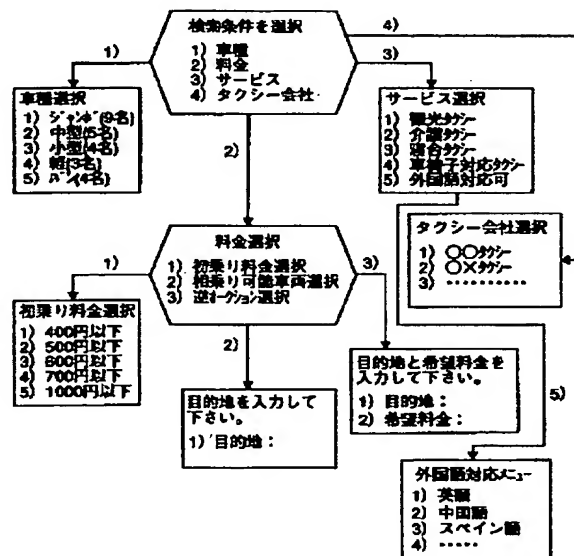 検索条件を選択
1) 車種
2) 料金
3) サービス
4) タクシー会社
1)
2)
3)
4)
車種選択
1) ジャンボ(9名)
2) 中型(5名)
3) 小型(4名)
4) 軽(3名)
5) バン(4名)
サービス選択
1) 観光タクシー
2) 介護タクシー
3) 寝台タクシー
4) 車椅子対応タクシー
5) 外国語対応可
タクシー会社選択
1) ○○タクシー
2) ○×タクシー
3) ‥‥‥‥‥
料金選択
1) 初乗り料金選択
2) 相乗り可能車両選択
3) 逆オークション選択
1)
2)
3)
初乗り料金選択
1) 400円以下
2) 500円以下
3) 600円以下
4) 700円以下
5) 1000円以下
目的地を入力して
下さい。
1) 目的地：
目的地と希望料金を
入力して下さい。
1) 目的地：
2) 希望料金：
5)
外国語対応メニュー
1) 英語
2) 中国語
3) スペイン語
4) ‥‥‥